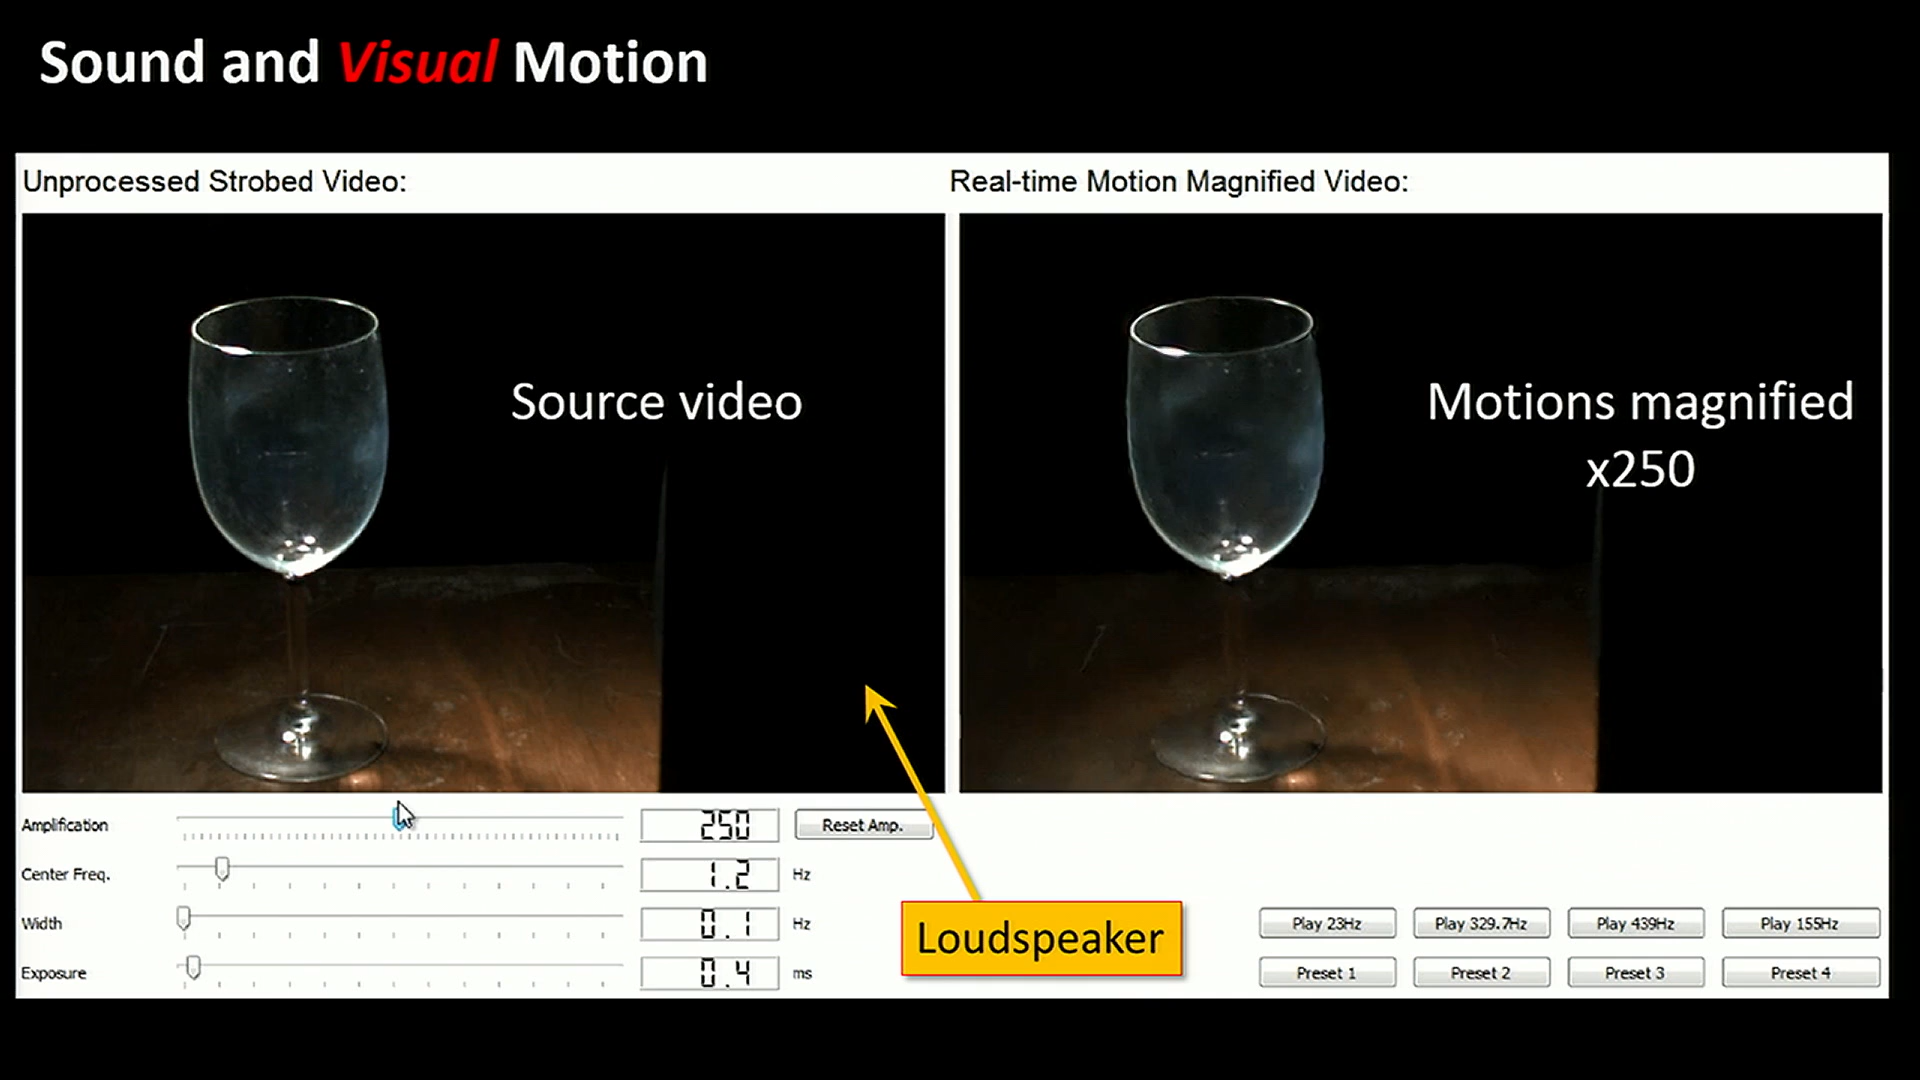 Sound and Visual Motion
Unprocessed Strobed Video:
Real-time Motion Magnified Video:
Source video
Motions magnified
x250
Amplification
250
Reset Amp.
Center Freq.
1.2
Hz
Width
0.1
Hz
Exposure
0.4
ms
Loudspeaker
Play 23Hz
Play 329.7Hz
Play 439Hz
Play 155Hz
Preset 1
Preset 2
Preset 3
Preset 4